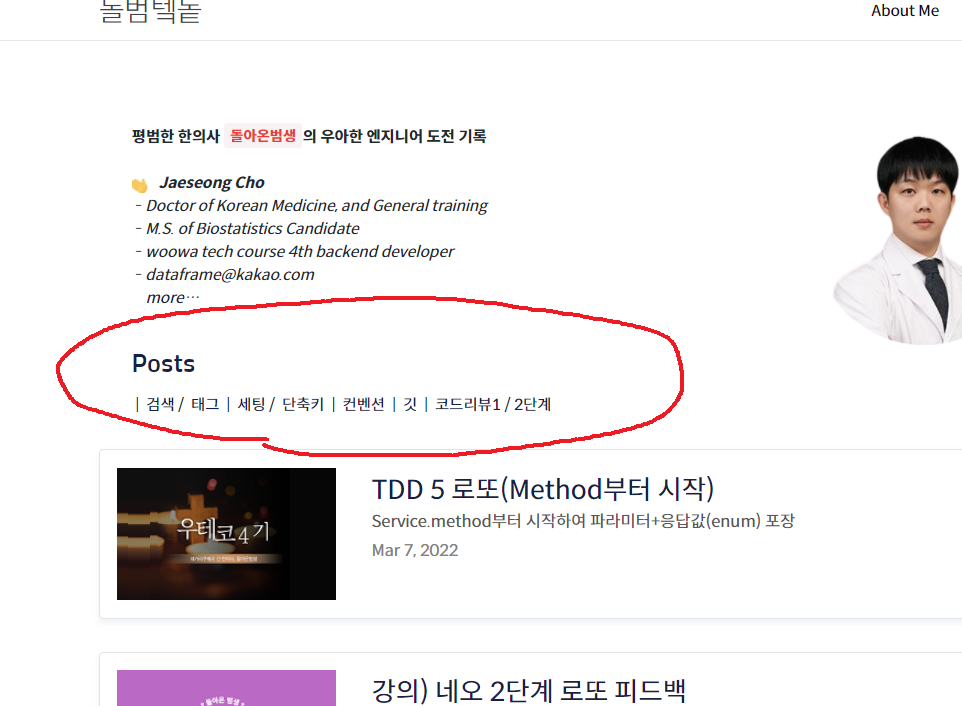 돌범텤돝
About Me
평범한 한의사 돌아온범생 의 우아한 엔지니어 도전 기록
Jaeseong Cho
- Doctor of Korean Medicine, and General training
- M.S. of Biostatistics Candidate
- woowa tech course 4th backend developer
- dataframe@kakao.com
more…
Posts
| 검색 / 태그 | 세팅 / 단축키 | 컨벤션 | 깃 | 코드리뷰1 / 2단계
TDD 5 로또(Method부터 시작)
Service.method부터 시작하여 파라미터+응답값(enum) 포장
Mar 7, 2022
우테코 4기
강의) 네오 2단계 로또 피드백
돌아온 범생